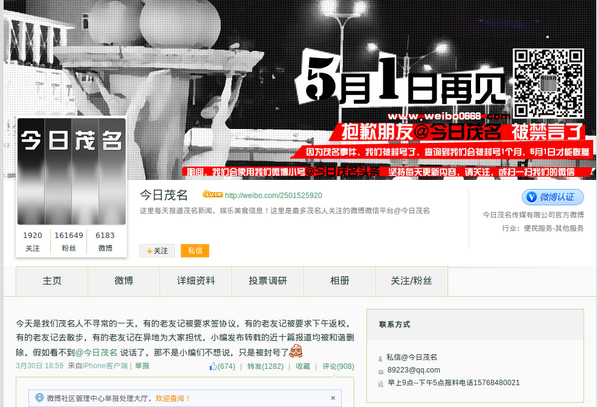 5月1日再见
www.weibo0668.com
抱歉朋友@今日茂名 被禁言了
因为茂名事件，我们被封号了，查询到我们会被封号1个月，5月1日才能恢复
期间，我们会使用我们微博小号@今日茂名头条 坚持每天更新内容，请关注，或扫一扫我们的微信
今日茂名
1920
161649
6183
关注
粉丝
微博
今日茂名
http://weibo.com/2501525920
这里每天报道茂名新闻，娱乐美食信息！这里是最多茂名人关注的微博微信平台@今日茂名
+ 关注
私信
微博认证
今日茂名传媒有限公司官方微博
行业：便民服务-其他服务
主页
微博
详细资料
投票调研
相册
关注/粉丝
今天是我们茂名人不寻常的一天，有的老友记被要求签协议，有的老友记被要求下午返校，
有的老友记去散步，有的老友记在异地为大家担忧，小编发布转载的近十篇报道均被和谐删
除，假如看不到@今日茂名 说话了，那不是小编们不想说，只是被封号了
3月30日 18:59 来自iPhone客户端 | 举报
(674) | 转发(1282) | 收藏 | 评论(908)
微博社区管理中心举报处理大厅，欢迎查阅！
联系方式
私信@今日茂名
89223@qq.com
早上9点--下午5点报料电话15768480021